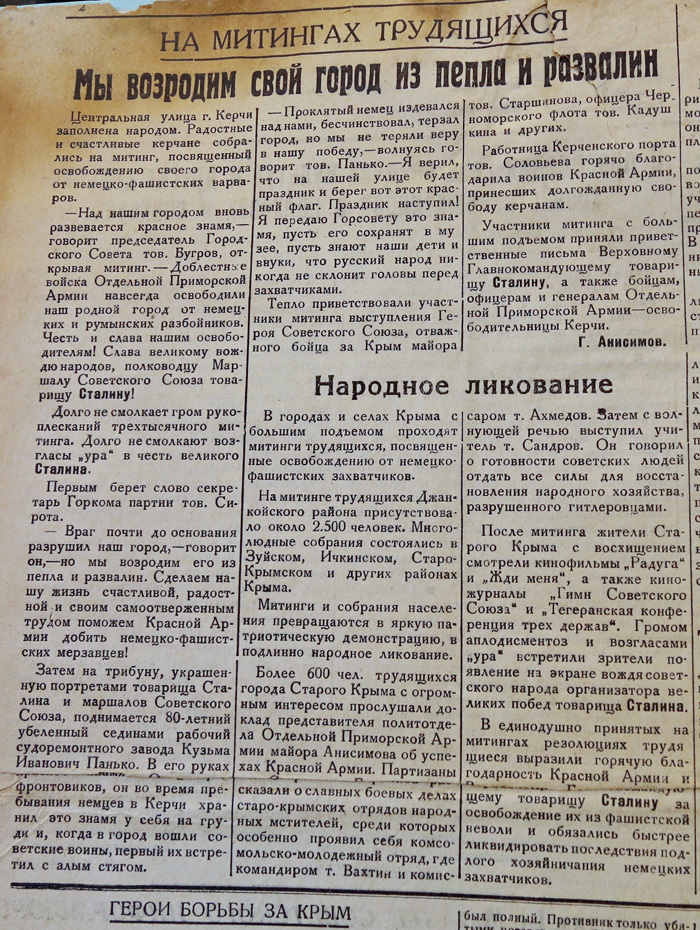 НА МИТИНГАХ ТРУДЯЩИХСЯ
Мы возродим свой город из пепла и развалин
Центральная улица г. Керчи
заполнена народом. Радостные
и счастливые керчане собра-
лись на митинг, посвященный
освобождению своего города
от немецко-фашистских варва-
ров.
—Над нашим городом вновь
развевается красное знамя,—
говорит председатель Город-
ского Совета тов. Бугров, от-
крывая митинг.—Доблестные
войска Отдельной Приморской
Армии навсегда освободили
наш родной город от немец-
ких и румынских разбойников.
Честь и слава нашим освобо-
дителям! Слава великому вож-
дю народов, полководцу Мар-
шалу Советского Союза това-
рищу Сталину!
Долго не смолкает гром руко-
плесканий трехтысячного ми-
тинга. Долго не смолкают воз-
гласы „ура" в честь великого
Сталина.
Первым берет слово секре-
тарь Горкома партии тов. Си-
рота.
— Враг почти до основания
разрушил наш город,—говорит
он,—но мы возродим его из
пепла и развалин. Сделаем на-
шу жизнь счастливой, радост-
ной и своим самоотверженным
трудом поможем Красной Ар-
мии добить немецко-фашист-
ских мерзавцев!
Затем на трибуну, украшен-
ную портретами товарища Ста-
лина и маршалов Советского
Союза, поднимается 80-летний
убеленный сединами рабочий
судоремонтного завода Кузьма
Иванович Панько. В его руках
фронтовиков, он во время пре-
бывания немцев в Керчи хра-
нил это знамя у себя на гру-
ди и, когда в город вошли со-
ветские воины, первый их встре-
тил с алым стягом.
— Проклятый немец издевался
над нами, бесчинствовал, терзал
город, но мы не теряли веру
в нашу победу,—волнуясь го-
ворит тов. Панько.—Я верил,
что на нашей улице будет
праздник и берег вот этот крас-
ный флаг. Праздник наступил!
Я передаю Горсовету это зна-
мя, пусть его сохранят в му
зее, пусть знают наши дети и
внуки, что русский народ ни-
когда не склонит головы перед
захватчиками.
Тепло приветствовали участ-
ники митинга выступления Ге-
роя Советского Союза, отваж-
ного бойца за Крым майора
тов. Старшинова, офицера Чер-
номорского флота тов. Кадуш
кина и других.
Работница Керченского порта
тов. Соловьева горячо благо-
дарила воинов Красной Армии,
принесших долгожданную сво-
боду керчанам.
Участники митинга с боль-
шим подъемом приняли привет-
ственные письма Верховному
Главнокомандующему товари-
щу Сталину, а также бойцам,
офицерам и генералам Отдель-
ной Приморской Армии—осво-
бодительницы Керчи.
Г. Анисимов.
Народное ликование
В городах и селах Крыма с
большим подъемом проходят
митинги трудящихся, посвящен-
ные освобождению от немецко-
фашистских захватчиков.
На митинге трудящихся Джан-
койского района присутство-
вало около 2.500 человек. Много-
людные собрания состоялись в
Зуйском, Ичкинском, Старо-
Крымском и других районах
Крыма.
Митинги и собрания населе-
ния превращаются в яркую па-
триотическую демонстрацию, в
подлинно народное ликование.
Более 600 чел. трудящихся
города Старого Крыма с огром-
ным интересом прослушали до-
клад представителя политотде-
ла Отдельной Приморской Ар-
мии майора Анисимова об успе-
хах Красной Армии. Партизаны
сказали о славных боевых делах
старо-крымских отрядов народ-
ных мстителей, среди которых
особенно проявил себя комсо-
мольско-молодежный отряд, где
командиром т. Вахтин и комис-
саром т. Ахмедов. Затем с вол-
нующей речью выступил учи-
тель т. Сандров. Он говорил
о готовности советских людей
отдать все силы для восста-
новления народного хозяйства,
разрушенного гитлеровцами.
После митинга жители Ста-
рого Крыма с восхищением
смотрели кинофильмы „Радуга"
и „Жди меня", а также кино-
журналы „Гимн Советского
Союза" и „Тегеранская конфе-
ренция трех держав". Громом
аплодисментов и возгласами
„ура" встретили зрители по-
явление на экране вождя совет-
ского народа организатора ве-
ликих побед товарища Сталина.
В единодушно принятых на
митингах резолюциях трудя
щиеся выразили горячую бла-
годарность Красной Армии и
щему товарищу Сталину за
освобождение их из фашистской
неволи и обязались быстрее
ликвидировать последствия под-
лого хозяйничания немецких
захватчиков.
ГЕРОИ БОРЬБЫ ЗА КРЫМ
был полный. Противник только уби-